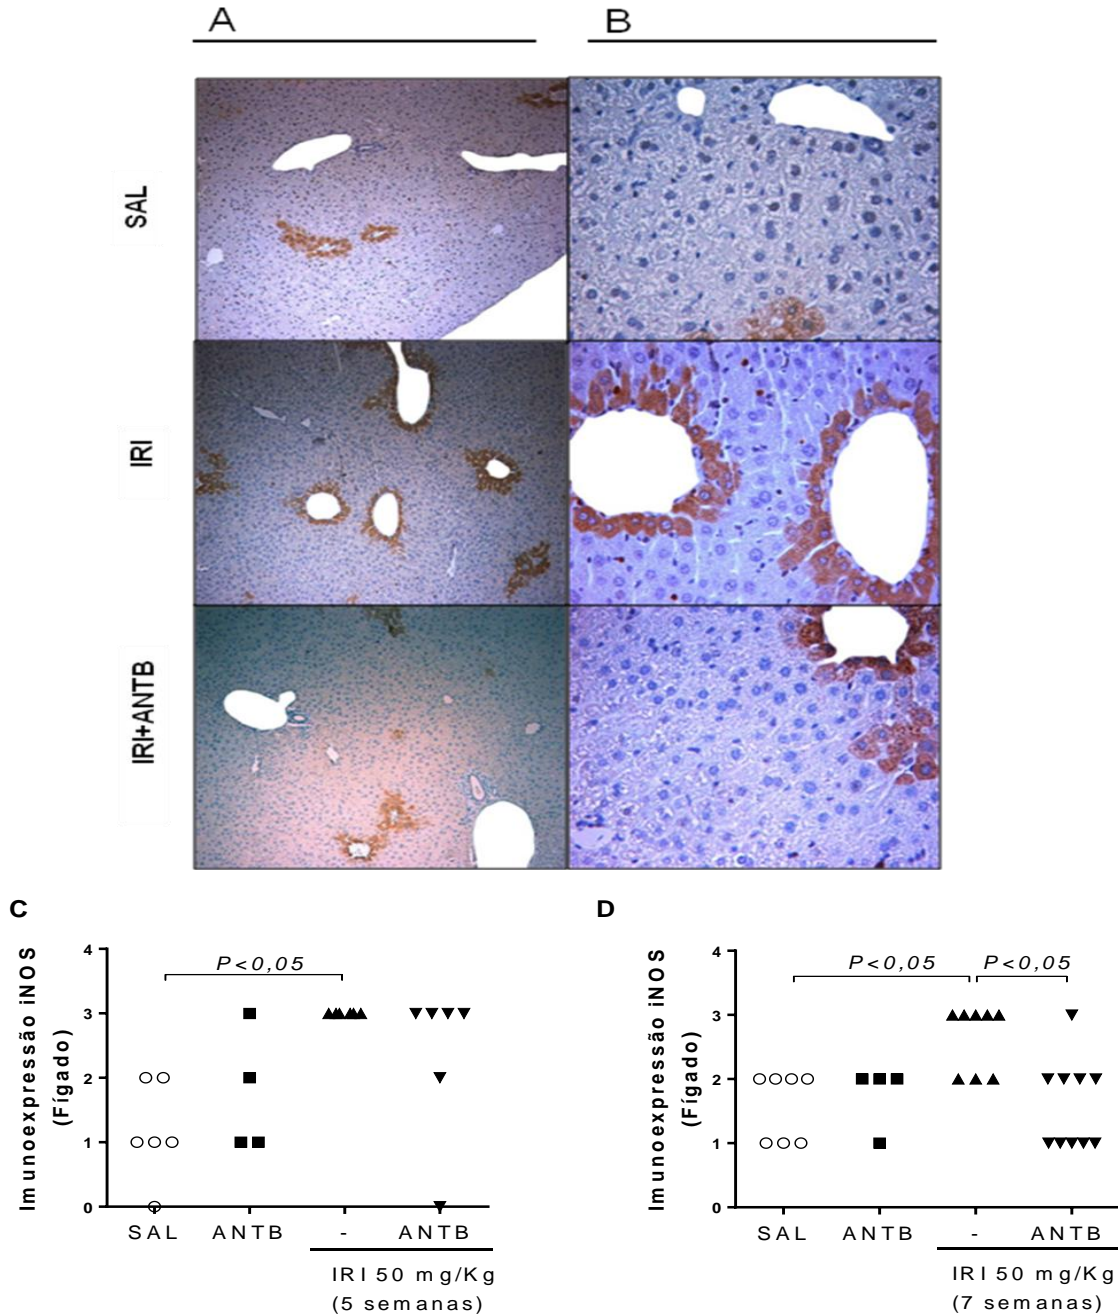 A
B
SAL
IRI
IRI+ANTB
C
Imunoexpressão iNOS
(Fígado)
4
3
2
1
0
P<0,05
SAL
ANTB
-
ANTB
IRI 50 mg/Kg
(5 semanas)
D
Imunoexpressão iNOS
(Fígado)
4
3
2
1
0
P<0,05
P<0,05
SAL
ANTB
-
ANTB
IRI 50 mg/Kg
(7 semanas)